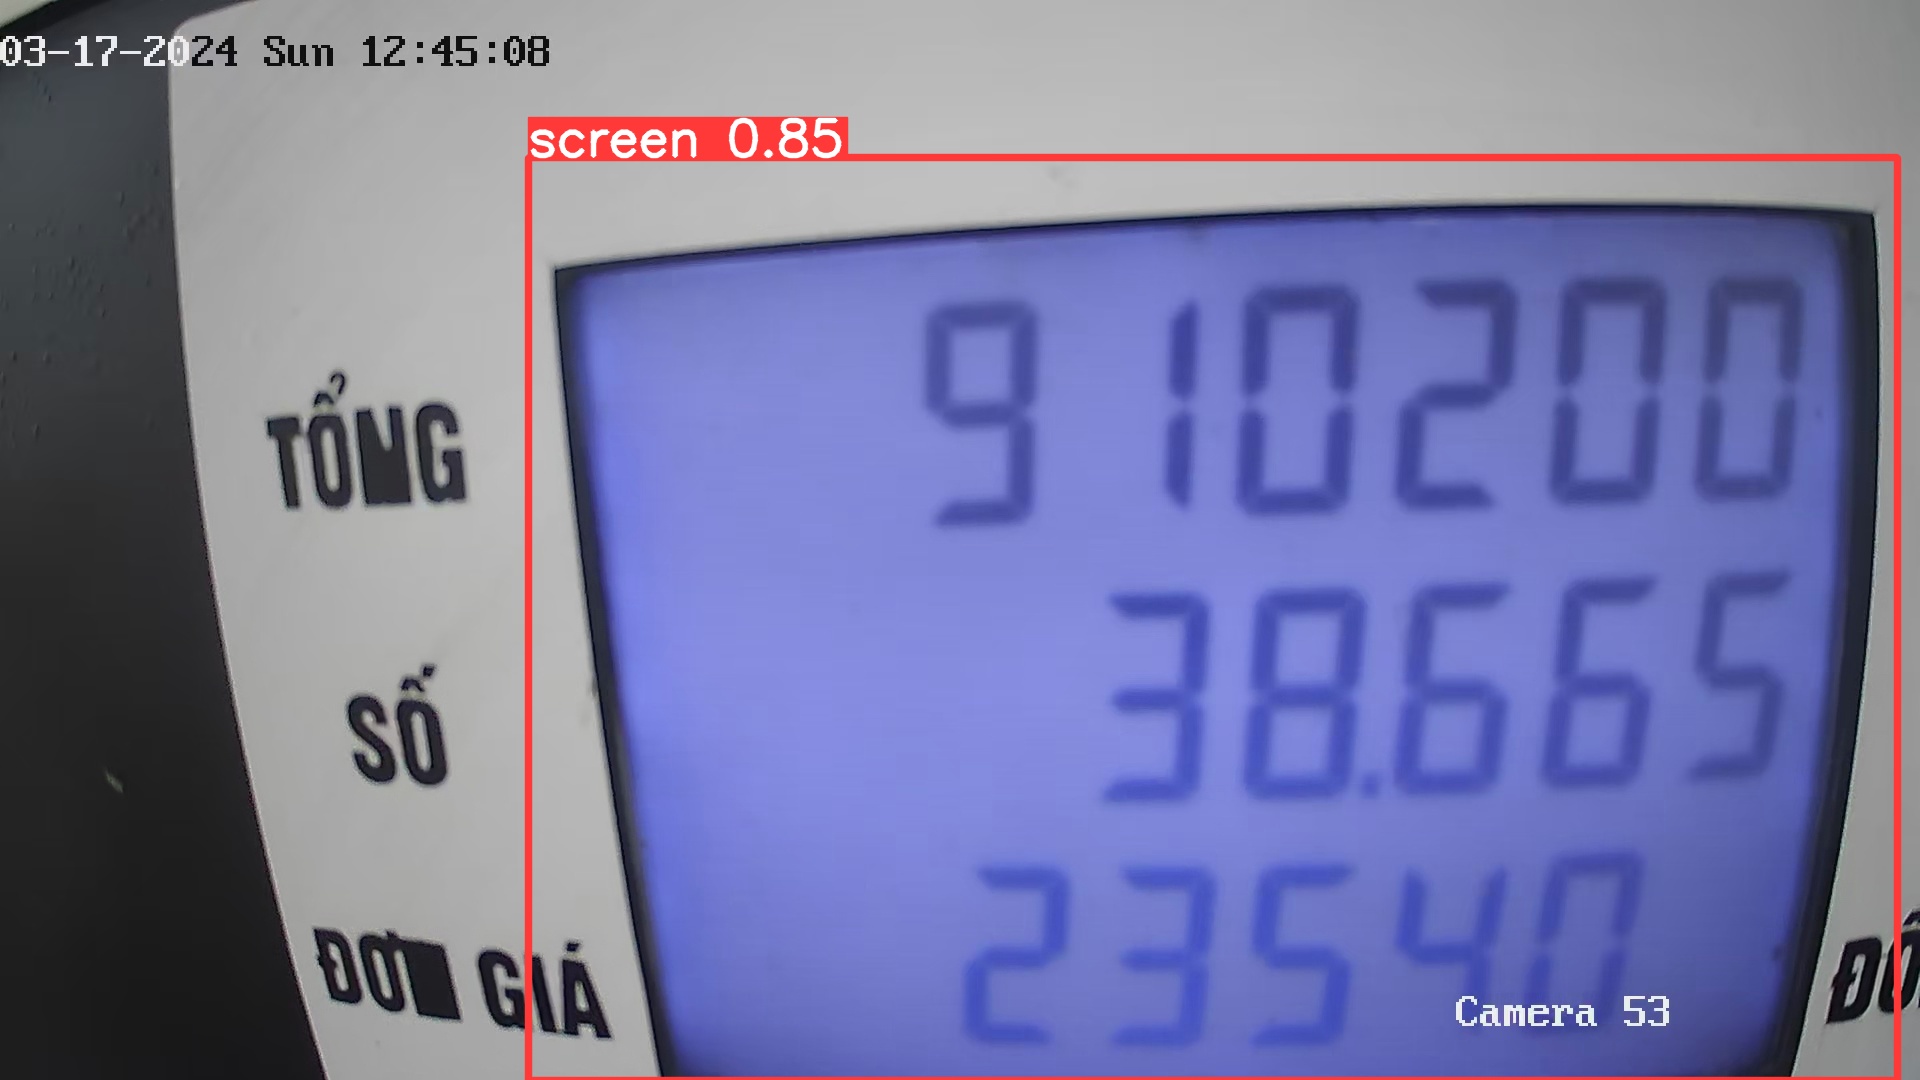 03-17-2024 Sun 12:45:08
screen 0.85
TỔNG
910200
SỐ
38.665
ĐƠN GIÁ
23540
Camera 53